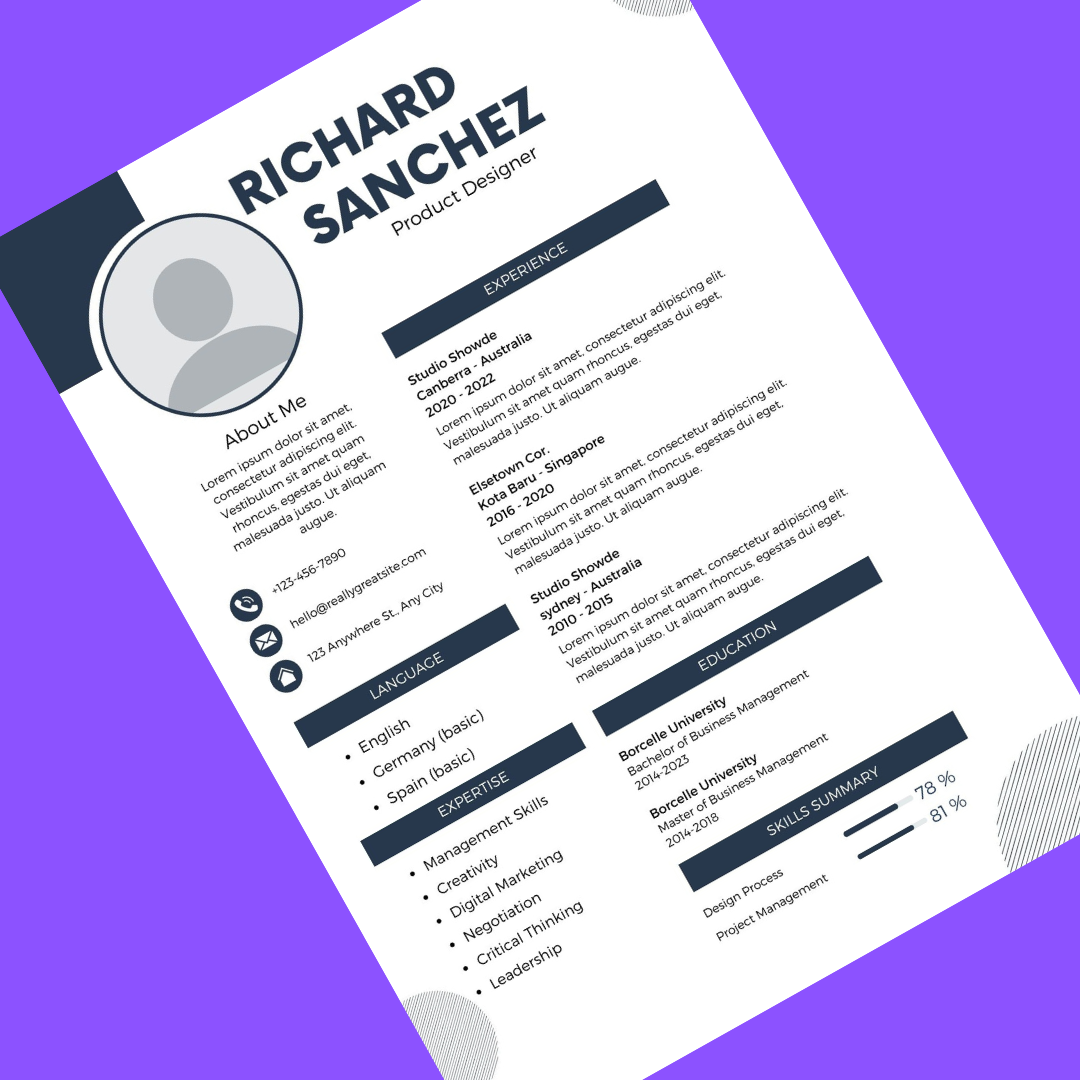 RICHARD
SANCHEZ
Product Designer
About Me
Lorem ipsum dolor sit amet,
consectetur adipiscing elit.
Vestibulum sit amet quam
rhoncus, egestas dui eget,
malesuada justo. Ut aliquam
augue.
+123-456-7890
hello@reallygreatsite.com
123 Anywhere St., Any City
LANGUAGE
English
Germany (basic)
Spain (basic)
EXPERTISE
Management Skills
Creativity
Digital Marketing
Negotiation
Critical Thinking
Leadership
EXPERIENCE
Studio Showde
Canberra - Australia
2020 - 2022
Lorem ipsum dolor sit amet, consectetur adipiscing elit.
Vestibulum sit amet quam rhoncus, egestas dui eget,
malesuada justo. Ut aliquam augue.
Elsetown Cor.
Kota Baru - Singapore
2016 - 2020
Lorem ipsum dolor sit amet, consectetur adipiscing elit.
Vestibulum sit amet quam rhoncus, egestas dui eget,
malesuada justo. Ut aliquam augue.
Studio Showde
sydney - Australia
2010 - 2015
Lorem ipsum dolor sit amet, consectetur adipiscing elit.
Vestibulum sit amet quam rhoncus, egestas dui eget,
malesuada justo. Ut aliquam augue.
EDUCATION
Borcelle University
Bachelor of Business Management
2014-2023
Borcelle University
Master of Business Management
2014-2018
SKILLS SUMMARY
Design Process 78 %
Project Management 81 %